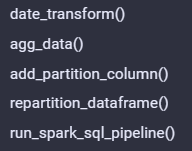 date_transform()
agg_data()
add_partition_column()
repartition_dataframe()
run_spark_sql_pipeline()